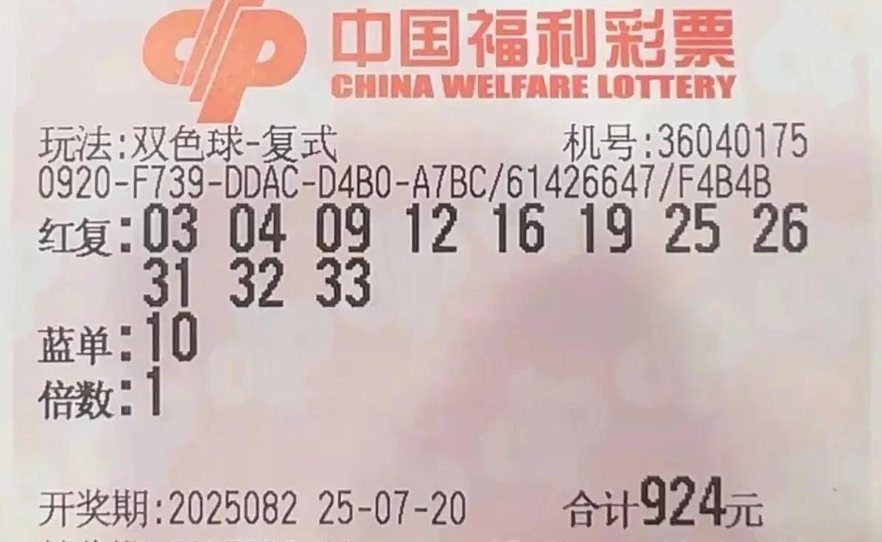 中国福利彩票
CHINA WELFARE LOTTERY
玩法:双色球-复式 机号:36040175
0920-F739-DDAC-D4B0-A7BC/61426647/F4B4B
红复:03 04 09 12 16 19 25 26
31 32 33
蓝单:10
倍数:1
开奖期:2025082 25-07-20 合计924元